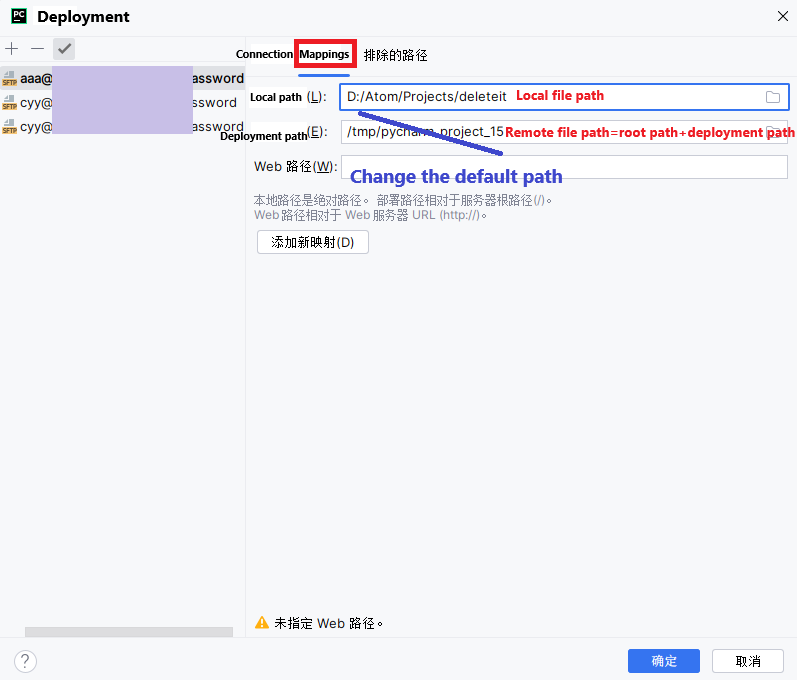 PC Deployment
Connection Mappings 排除的路径
SFTP aaa@ assword
SFTP cyy@ ssword
SFTP cyy@ assword
Local path (L): D:/Atom/Projects/deleteit Local file path
Deployment path(E): /tmp/pycharm_project_15 Remote file path=root path+deployment path
Web 路径(W):
Change the default path
本地路径是绝对路径。 部署路径相对于服务器根路径(/)。
Web 路径相对于 Web 服务器 URL (http://)。
添加新映射(D)
未指定 Web 路径。
?
确定 取消